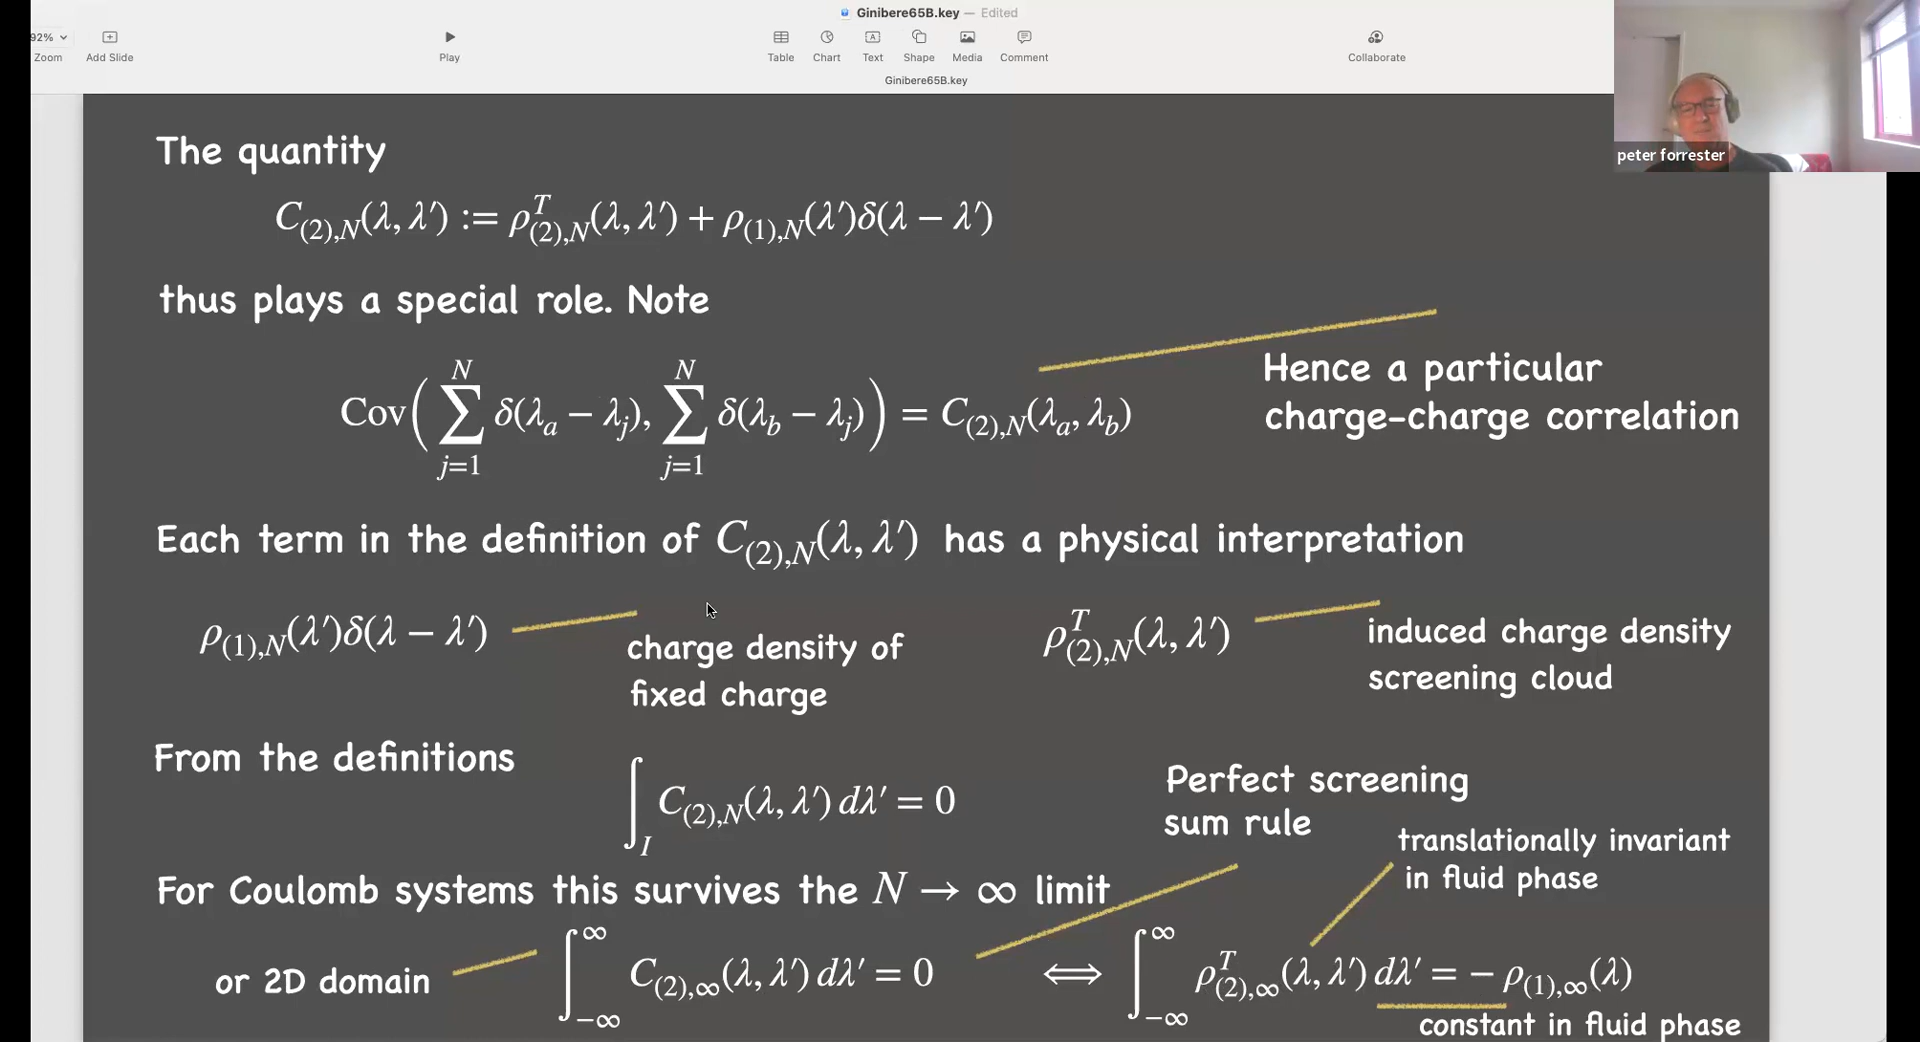 Ginibere65B.key — Edited
92%
Zoom
Add Slide
Play
Table
Chart
Text
Shape
Media
Comment
Collaborate
Ginibere65B.key
peter forrester
The quantity
C_{(2),N}(λ, λ′) := ρ^T_{(2),N}(λ, λ′) + ρ_{(1),N}(λ′)δ(λ − λ′)
thus plays a special role. Note
Cov(∑_{j=1}^{N} δ(λ_a − λ_j), ∑_{j=1}^{N} δ(λ_b − λ_j)) = C_{(2),N}(λ_a, λ_b)
Hence a particular
charge-charge correlation
Each term in the definition of C_{(2),N}(λ, λ′) has a physical interpretation
ρ_{(1),N}(λ′)δ(λ − λ′)
charge density of
fixed charge
ρ^T_{(2),N}(λ, λ′)
induced charge density
screening cloud
From the definitions
∫_I C_{(2),N}(λ, λ′) dλ′ = 0
Perfect screening
sum rule
translationally invariant
in fluid phase
For Coulomb systems this survives the N → ∞ limit
or 2D domain
∫_{−∞}^{∞} C_{(2),∞}(λ, λ′) dλ′ = 0 ⟺ ∫_{−∞}^{∞} ρ^T_{(2),∞}(λ, λ′) dλ′ = − ρ_{(1),∞}(λ)
constant in fluid phase